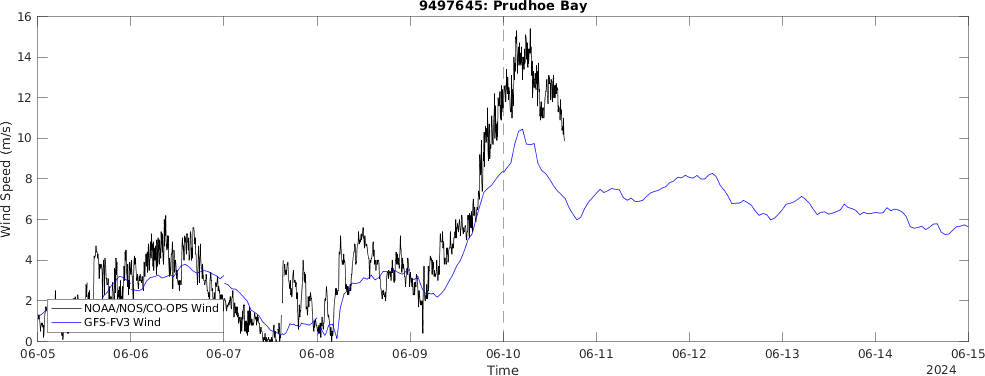 9497645: Prudhoe Bay
Wind Speed (m/s)
16
14
12
10
8
6
4
2
0
NOAA/NOS/CO-OPS Wind
GFS-FV3 Wind
06-05 06-06 06-07 06-08 06-09 06-10 06-11 06-12 06-13 06-14 06-15
Time
2024